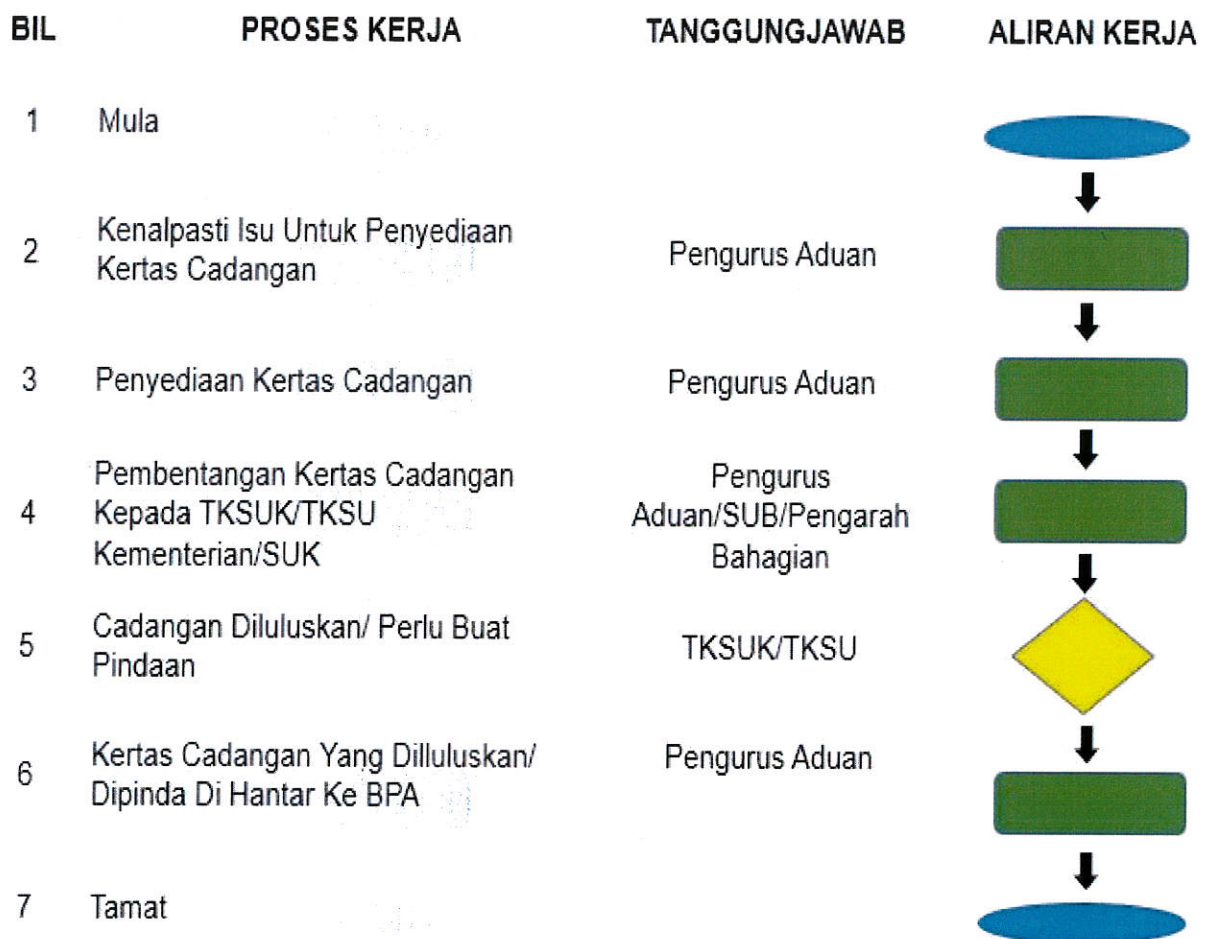 BIL PROSES KERJA TANGGUNGJAWAB ALIRAN KERJA
1 Mula
2 Kenalpasti Isu Untuk Penyediaan
Kertas Cadangan
Pengurus Aduan
3 Penyediaan Kertas Cadangan
Pengurus Aduan
4 Pembentangan Kertas Cadangan
Kepada TKSUK/TKSU
Kementerian/SUK
Pengurus
Aduan/SUB/Pengarah
Bahagian
5 Cadangan Diluluskan/ Perlu Buat
Pindaan
TKSUK/TKSU
6 Kertas Cadangan Yang Dilluluskan/
Dipinda Di Hantar Ke BPA
Pengurus Aduan
7 Tamat